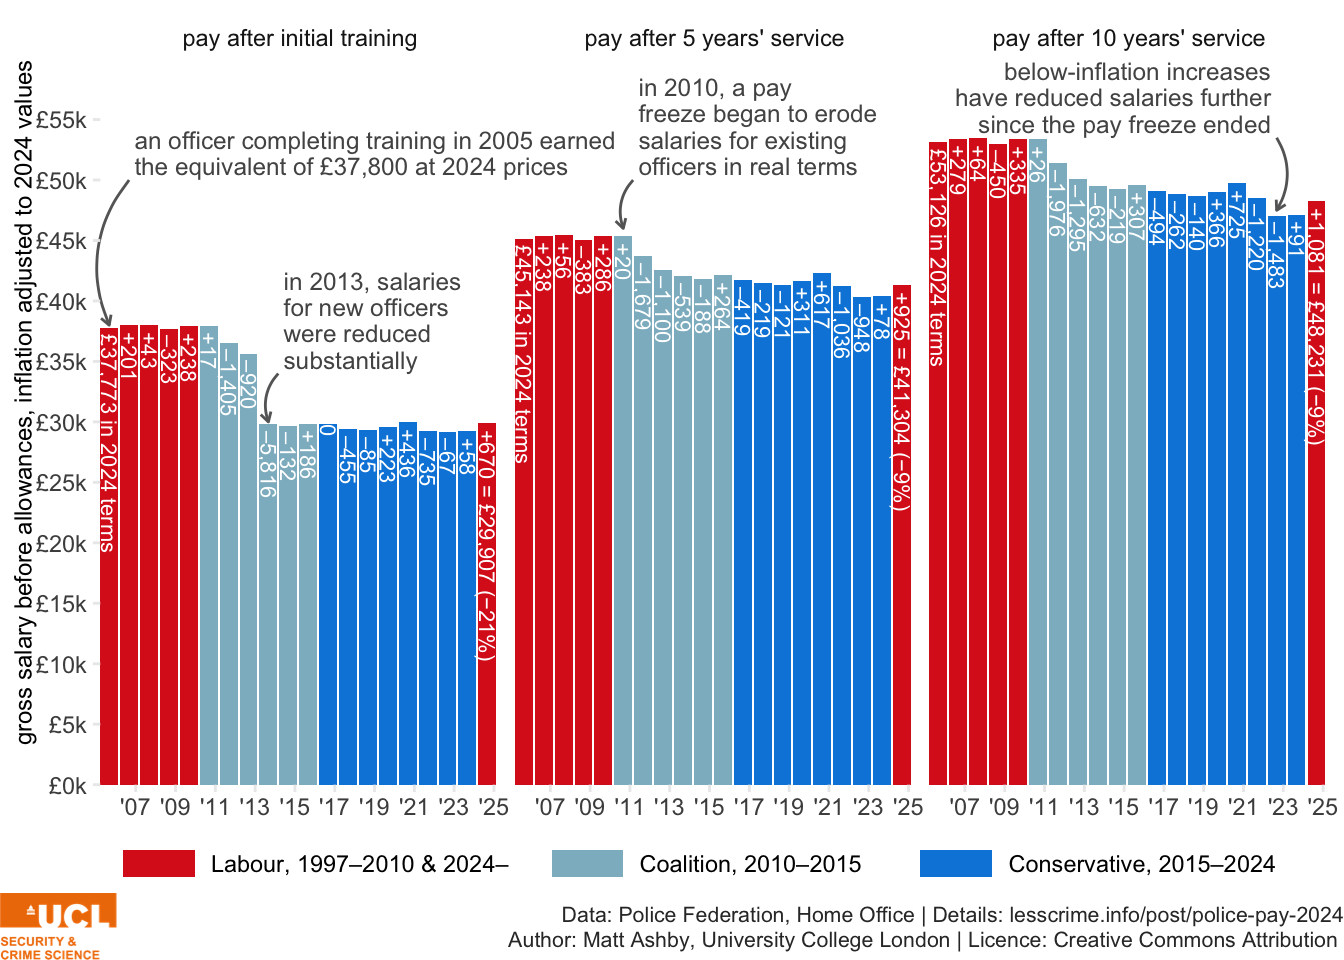 pay after initial training
pay after 5 years' service
pay after 10 years' service
gross salary before allowances, inflation adjusted to 2024 values
£55k
£50k
£45k
£40k
£35k
£30k
£25k
£20k
£15k
£10k
£5k
£0k
an officer completing training in 2005 earned
the equivalent of £37,800 at 2024 prices
in 2013, salaries
for new officers
were reduced
substantially
£37,773 in 2024 terms
+201
+43
−323
+238
+17
−1,405
−920
−5,816
−132
+186
0
−455
−85
+223
+436
−735
−67
+58
+670 = £29,907 (−21%)
'07
'09
'11
'13
'15
'17
'19
'21
'23
'25
in 2010, a pay
freeze began to erode
salaries for existing
officers in real terms
£45,143 in 2024 terms
+238
+56
−383
+286
+20
−1,679
−1,100
−539
−188
+264
−419
−219
−121
+311
+617
−1,036
−948
+78
+925 = £41,304 (−9%)
'07
'09
'11
'13
'15
'17
'19
'21
'23
'25
below-inflation increases
have reduced salaries further
since the pay freeze ended
£53,126 in 2024 terms
+279
+64
−450
+335
+26
−1,976
−1,295
−632
−219
+307
−494
−262
−140
+366
+725
−1,220
−1,483
+91
+1,081 = £48,231 (−9%)
'07
'09
'11
'13
'15
'17
'19
'21
'23
'25
Labour, 1997–2010 & 2024–
Coalition, 2010–2015
Conservative, 2015–2024
UCL
SECURITY &
CRIME SCIENCE
Data: Police Federation, Home Office | Details: lesscrime.info/post/police-pay-2024
Author: Matt Ashby, University College London | Licence: Creative Commons Attribution